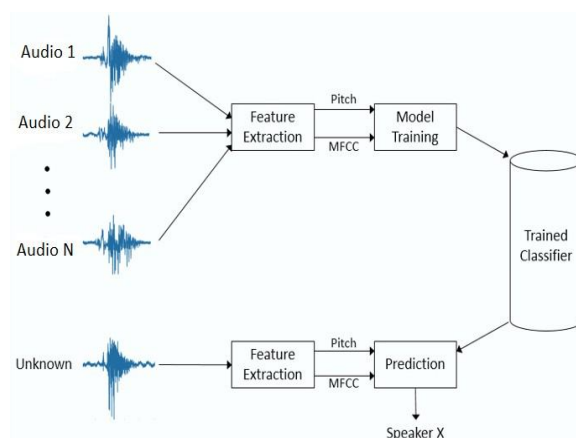 Audio 1
Audio 2
Audio N
Feature
Extraction
Pitch
MFCC
Model
Training
Trained
Classifier
Unknown
Feature
Extraction
Pitch
MFCC
Prediction
Speaker X